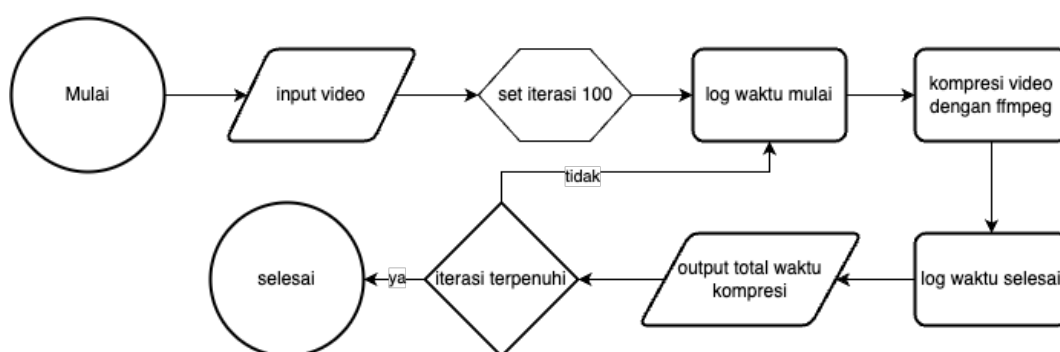 Mulai
input video
set iterasi 100
log waktu mulai
kompresi video
dengan ffmpeg
tidak
selesai
ya
iterasi terpenuhi
output total waktu
kompresi
log waktu selesai